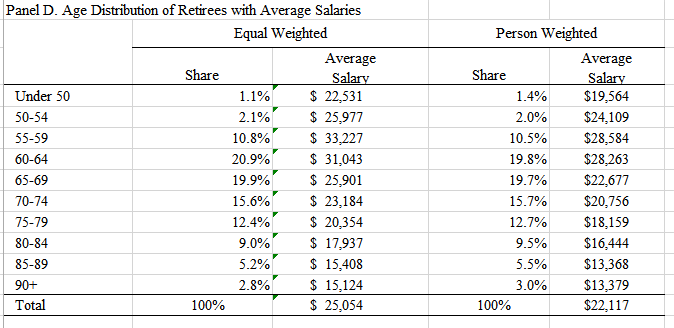 Panel D. Age Distribution of Retirees with Average Salaries
Equal Weighted Person Weighted
Share Average Salary Share Average Salary
Under 50 1.1% $ 22,531 1.4% $19,564
50-54 2.1% $ 25,977 2.0% $24,109
55-59 10.8% $ 33,227 10.5% $28,584
60-64 20.9% $ 31,043 19.8% $28,263
65-69 19.9% $ 25,901 19.7% $22,677
70-74 15.6% $ 23,184 15.7% $20,756
75-79 12.4% $ 20,354 12.7% $18,159
80-84 9.0% $ 17,937 9.5% $16,444
85-89 5.2% $ 15,408 5.5% $13,368
90+ 2.8% $ 15,124 3.0% $13,379
Total 100% $ 25,054 100% $22,117